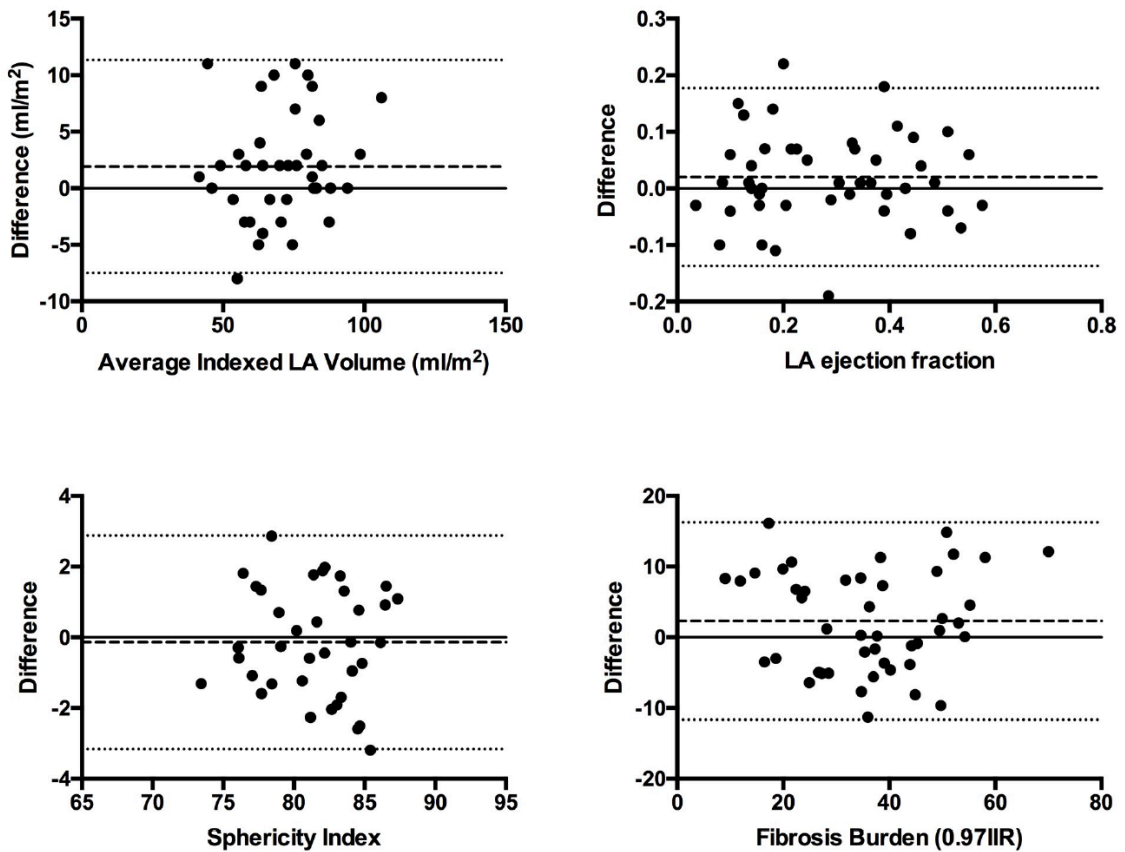 15
10
5
0
-5
-10
Difference (ml/m²)
0 50 100 150
Average Indexed LA Volume (ml/m²)
0.3
0.2
0.1
0.0
-0.1
-0.2
Difference
0.0 0.2 0.4 0.6 0.8
LA ejection fraction
4
2
0
-2
-4
Difference
65 70 75 80 85 90 95
Sphericity Index
20
10
0
-10
-20
Difference
0 20 40 60 80
Fibrosis Burden (0.97IIR)